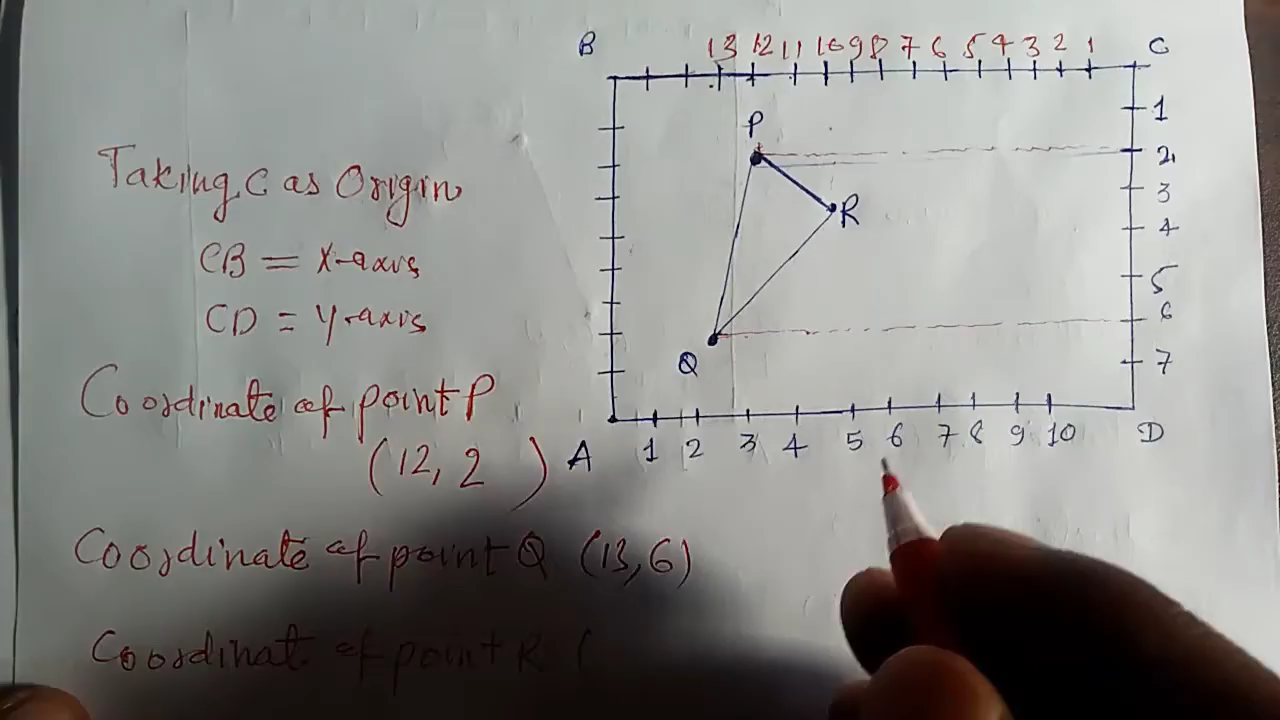 B 13 12 11 10 9 8 7 6 5 4 3 2 1 C
1
P
2
Taking C as Origin
3
R
4
CB = X-axis
5
CD = Y-axis
6
Q
7
Coordinate of point P
A 1 2 3 4 5 6 7 8 9 10 D
(12, 2 )
Coordinate of point Q (13,6)
Coordinat of point R (